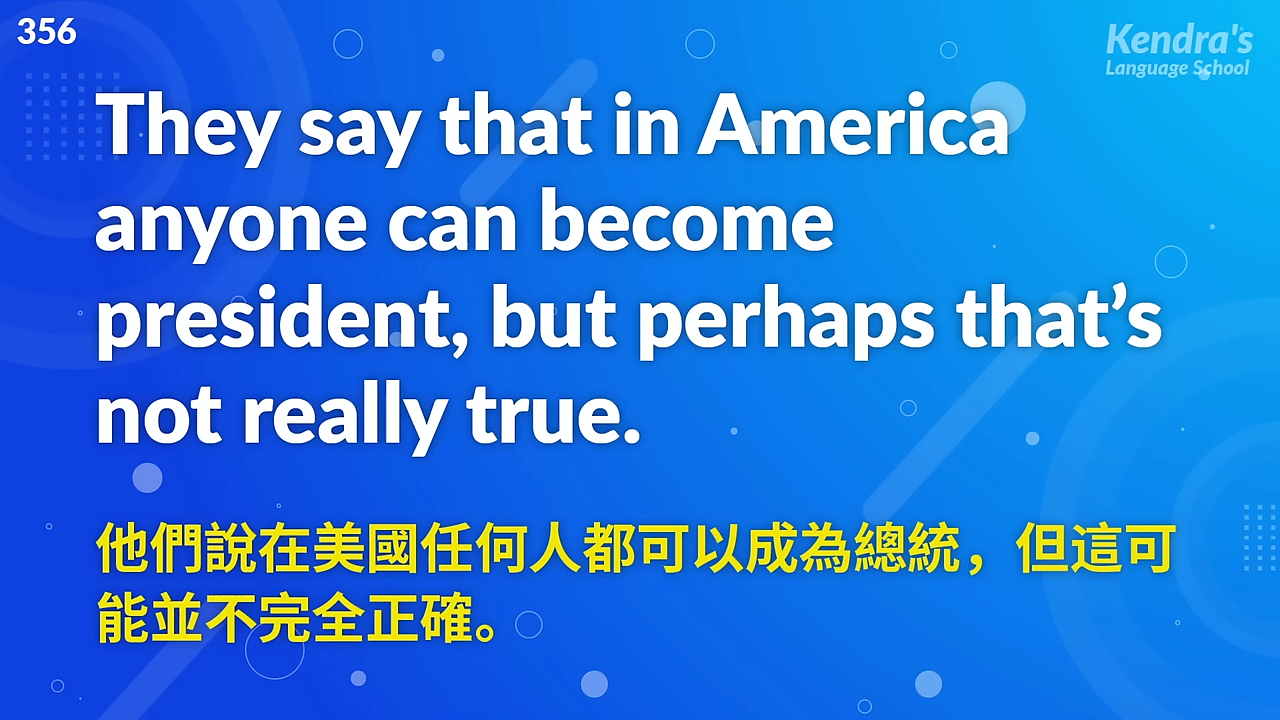 356
Kendra's
Language School
They say that in America
anyone can become
president, but perhaps that’s
not really true.
他們說在美國任何人都可以成為總統，但這可
能並不完全正確。